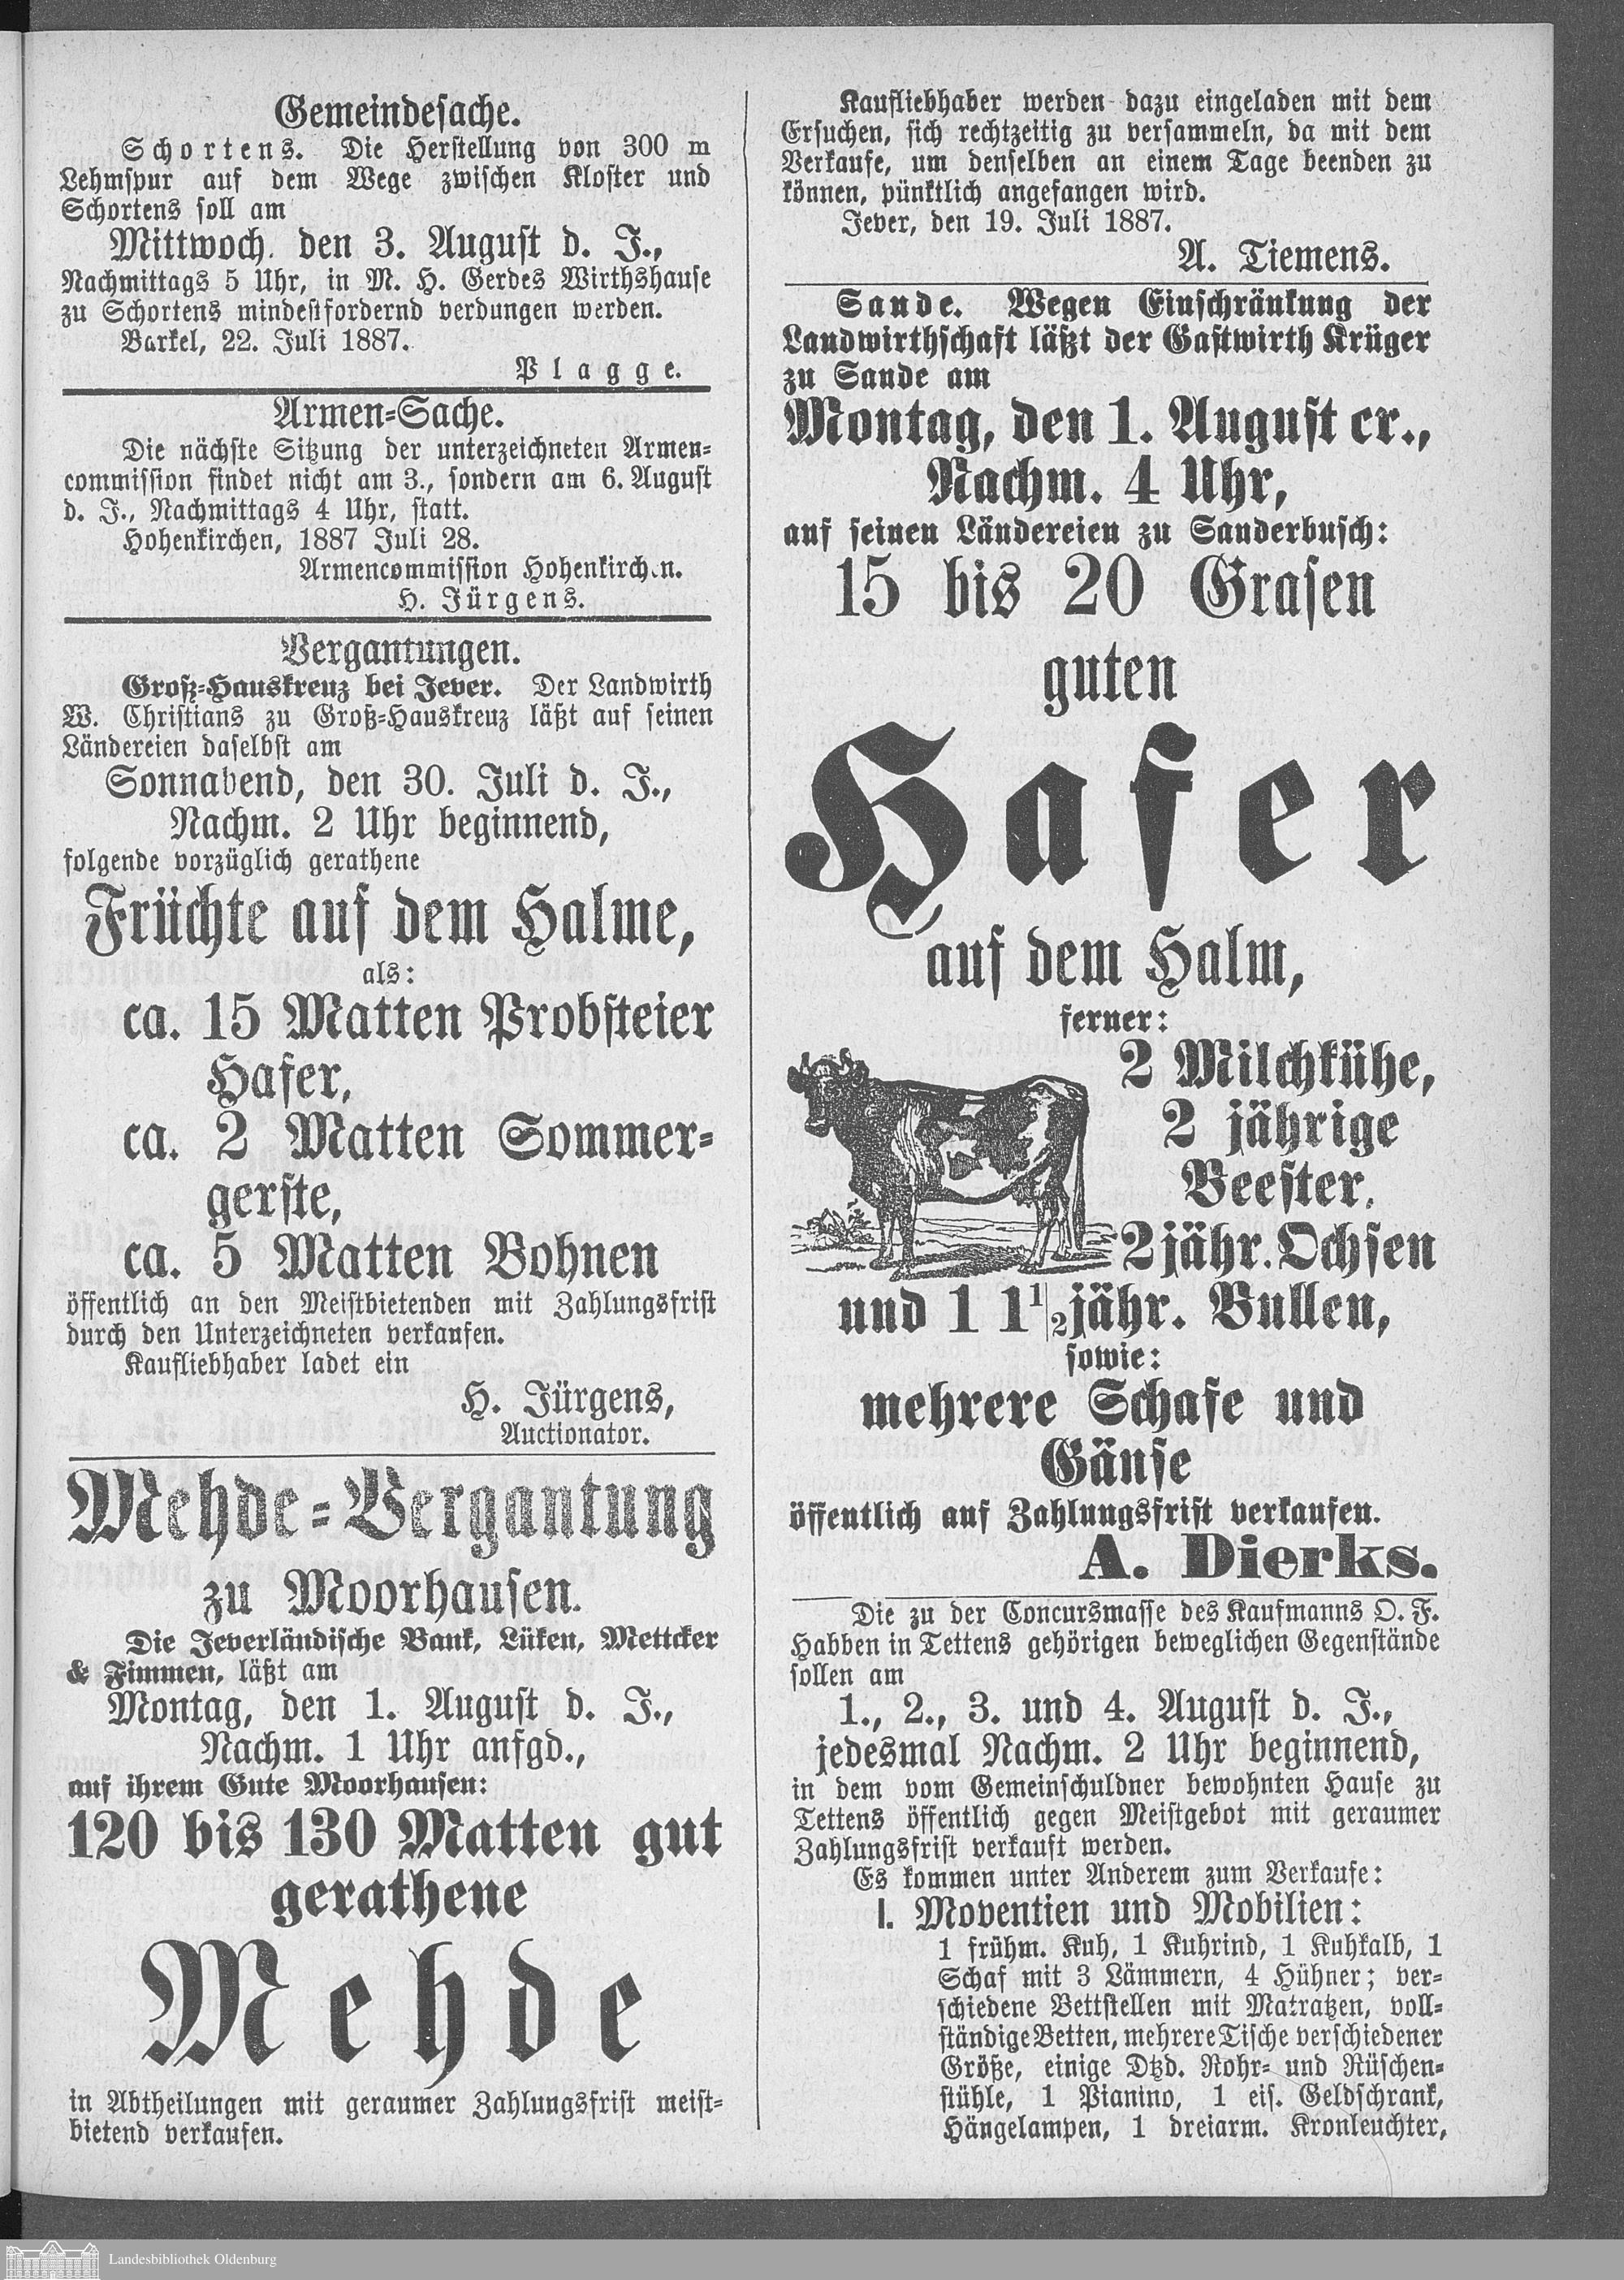 Gemeindesache.
Schortens. Die Herstellung von 300 m
Lehmspur auf dem Wege zwischen Kloster und
Schortens soll am
Mittwoch, den 3. August d. J.,
Nachmittags 5 Uhr, in M. H. Gerdes Wirthshause
zu Schortens mindestfordernd verdungen werden.
Barkel, 22. Juli 1887.
Plagge.
Armen-Sache.
Die nächste Sitzung der unterzeichneten Armen-
commission findet nicht am 3., sondern am 6. August
d. J., Nachmittags 4 Uhr, statt.
Hohenkirchen, 1887 Juli 28.
Armencommission Hohenkirchen.
H. Jürgens.
Vergantungen.
Groß-Hauskreuz bei Jever. Der Landwirth
W. Christians zu Groß-Hauskreuz läßt auf seinen
Ländereien daselbst am
Sonnabend, den 30. Juli d. J.,
Nachm. 2 Uhr beginnend,
folgende vorzüglich gerathene
Früchte auf dem Halme,
als:
ca. 15 Matten Probsteier
Hafer,
ca. 2 Matten Sommer-
gerste,
ca. 5 Matten Bohnen
öffentlich an den Meistbietenden mit Zahlungsfrist
durch den Unterzeichneten verkaufen.
Kaufliebhaber ladet ein
H. Jürgens,
Auctionator.
Mehde-Vergantung
zu Moorhausen.
Die Jeverländische Bank, Lüken, Mettcker
& Fimmen, läßt am
Montag, den 1. August d. J.,
Nachm. 1 Uhr anfgd.,
auf ihrem Gute Moorhausen:
120 bis 130 Matten gut
gerathene
Mehde
in Abtheilungen mit geraumer Zahlungsfrist meist-
bietend verkaufen.
Kaufliebhaber werden dazu eingeladen mit dem
Ersuchen, sich rechtzeitig zu versammeln, da mit dem
Verkaufe, um denselben an einem Tage beenden zu
können, pünktlich angefangen wird.
Jever, den 19. Juli 1887.
A. Tiemens.
Sande. Wegen Einschränkung der
Landwirthschaft läßt der Gastwirth Krüger
zu Sande am
Montag, den 1. August cr.,
Nachm. 4 Uhr,
auf seinen Ländereien zu Sanderbusch:
15 bis 20 Grasen
guten
Hafer
auf dem Halm,
ferner:
2 Milchkühe,
2 jährige
Beester,
2jähr. Ochsen
und 1 1 1/2jähr. Bullen,
sowie:
mehrere Schafe und
Gänse
öffentlich auf Zahlungsfrist verkaufen.
A. Dierks.
Die zu der Concursmasse des Kaufmanns O. F.
Habben in Tettens gehörigen beweglichen Gegenstände
sollen am
1., 2., 3. und 4. August d. J.,
jedesmal Nachm. 2 Uhr beginnend,
in dem vom Gemeinschuldner bewohnten Hause zu
Tettens öffentlich gegen Meistgebot mit geraumer
Zahlungsfrist verkauft werden.
Es kommen unter Anderem zum Verkaufe:
I. Moventien und Mobilien:
1 frühm. Kuh, 1 Kuhrind, 1 Kuhkalb, 1
Schaf mit 3 Lämmern, 4 Hühner; ver-
schiedene Bettstellen mit Matratzen, voll-
ständige Betten, mehrere Tische verschiedener
Größe, einige Dtzd. Rohr- und Rüschen-
stühle, 1 Pianino, 1 eis. Geldschrank,
Hängelampen, 1 dreiarm. Kronleuchter,
Landesbibliothek Oldenburg